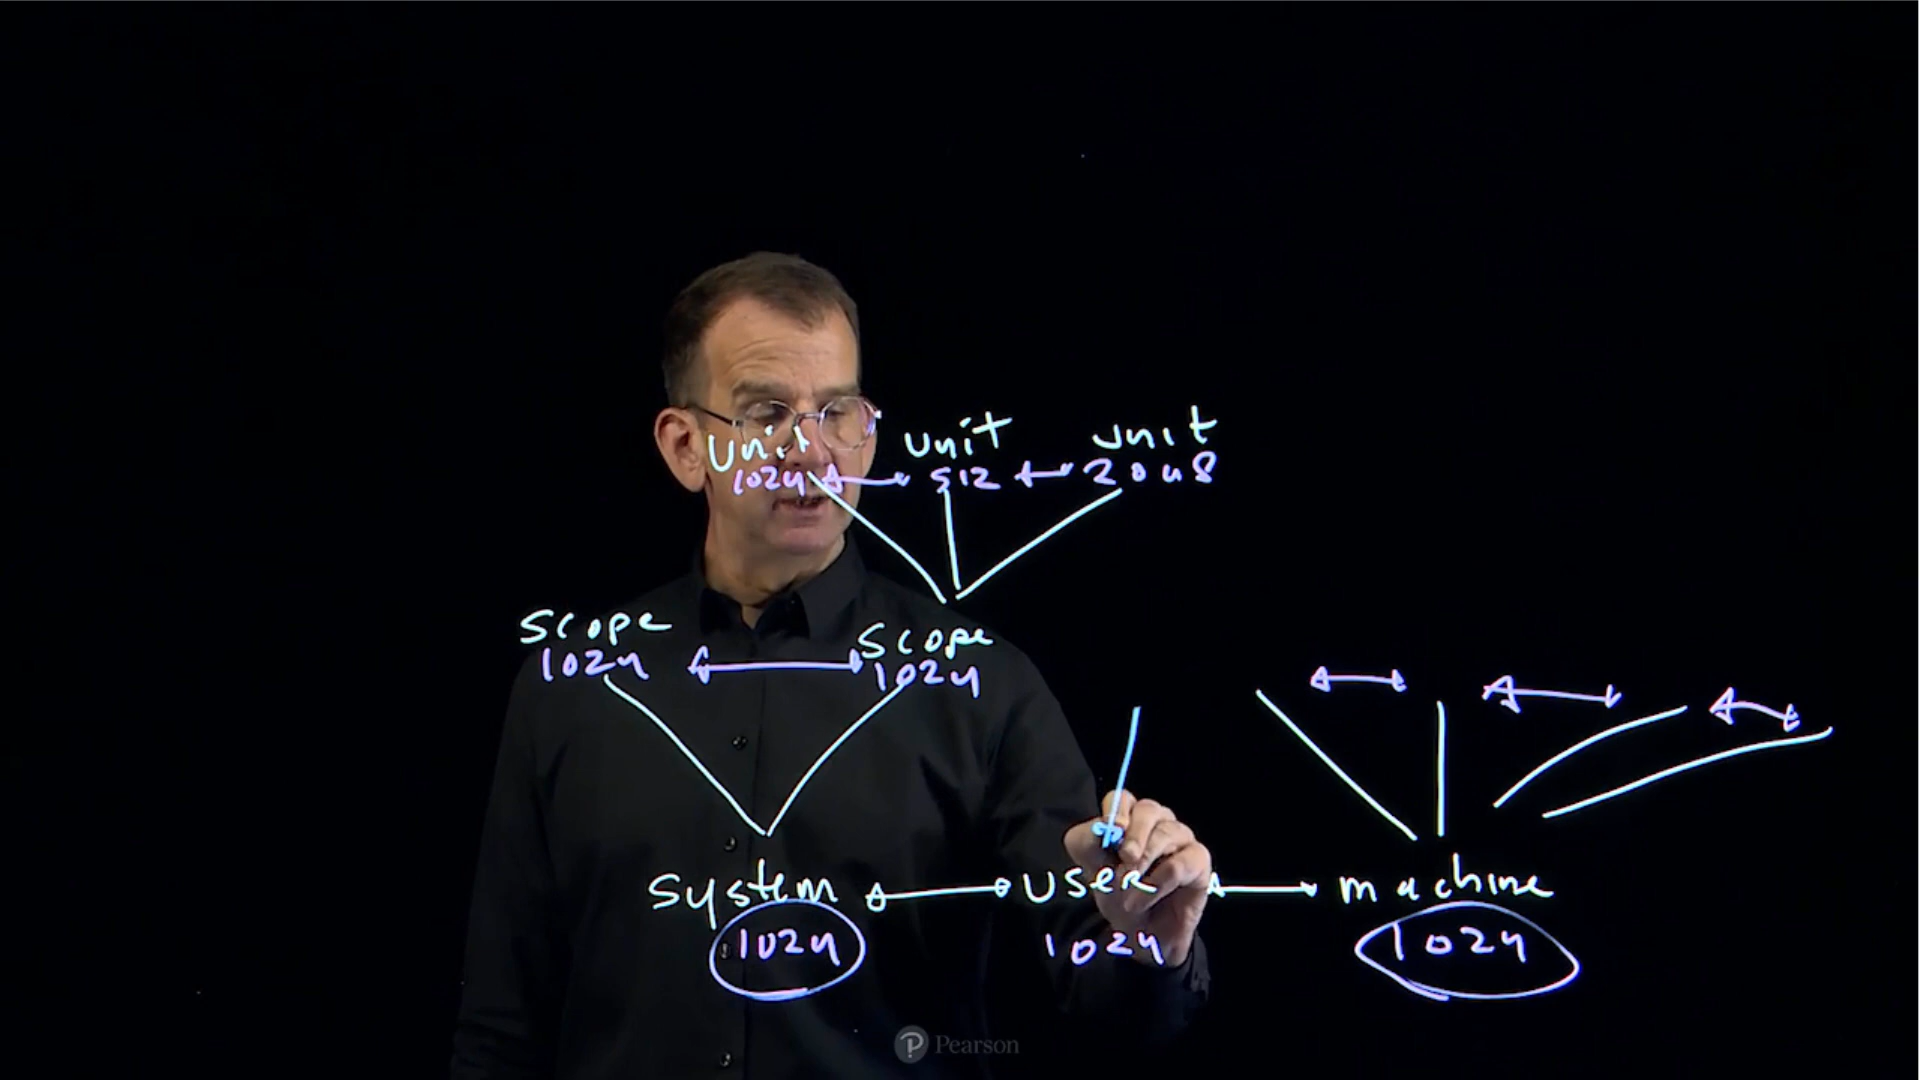 unit unit unit
1024 512 2048
scope scope
1024 1024
system user machine
1024 1024 1024
Pearson